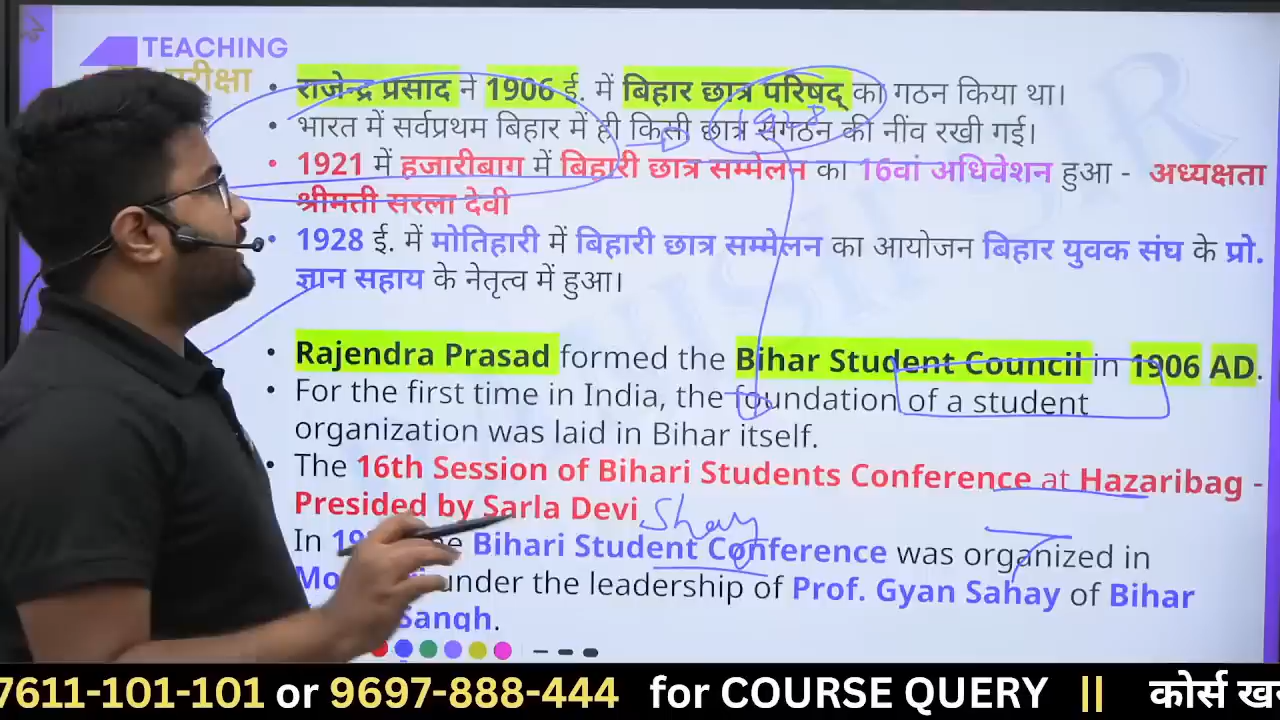 TEACHING
परीक्षा
• राजेन्द्र प्रसाद ने 1906 ई. में बिहार छात्र परिषद् का गठन किया था।
• भारत में सर्वप्रथम बिहार में ही किसी छात्र संगठन की नींव रखी गई।
• 1921 में हजारीबाग में बिहारी छात्र सम्मेलन का 16वां अधिवेशन हुआ - अध्यक्षता
श्रीमती सरला देवी
• 1928 ई. में मोतिहारी में बिहारी छात्र सम्मेलन का आयोजन बिहार युवक संघ के प्रो.
ज्ञान सहाय के नेतृत्व में हुआ।
• Rajendra Prasad formed the Bihar Student Council in 1906 AD.
• For the first time in India, the foundation of a student
organization was laid in Bihar itself.
• The 16th Session of Bihari Students Conference at Hazaribag -
Presided by Sarla Devi
In Bihari Student Conference was organized in
under the leadership of Prof. Gyan Sahay of Bihar
Sangh.
7611-101-101 or 9697-888-444 for COURSE QUERY || कोर्स